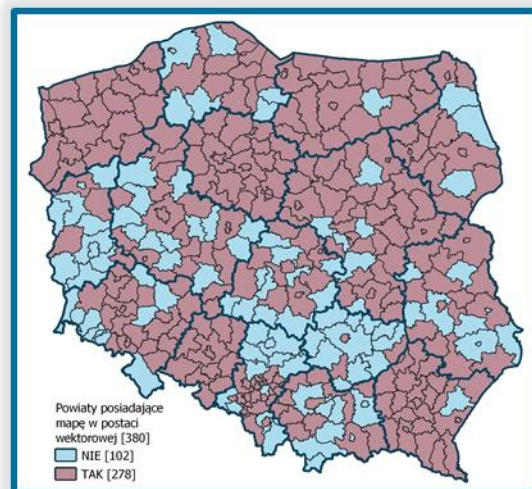 Powiaty posiadające
mapę w postaci
wektorowej [380]
NIE [102]
TAK [278]